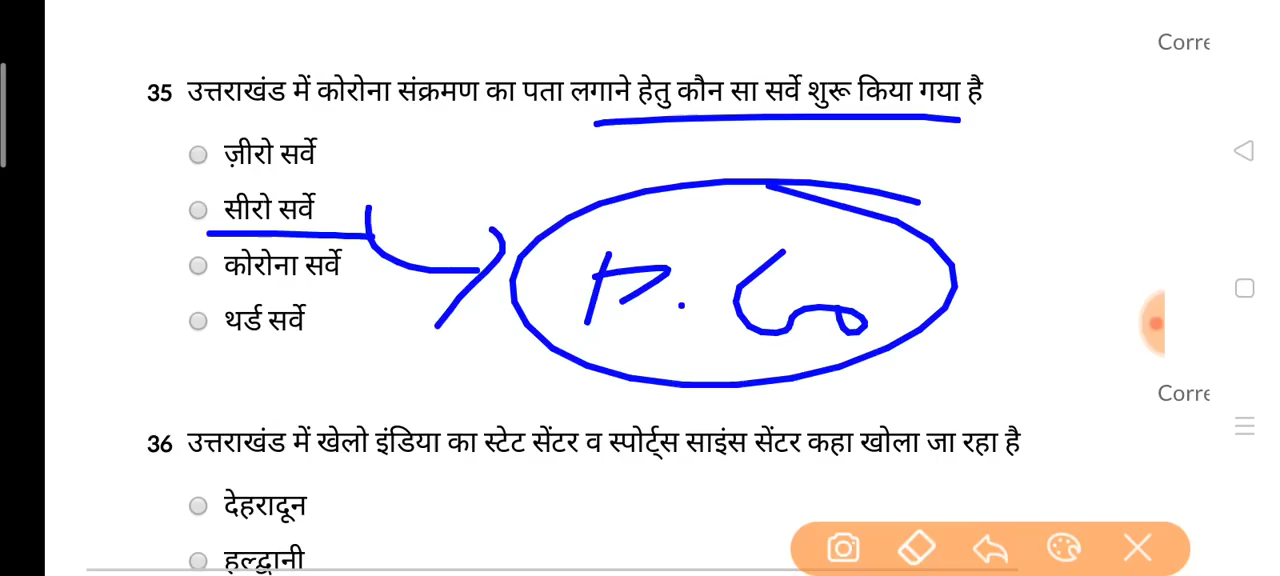 Corre
35 उत्तराखंड में कोरोना संक्रमण का पता लगाने हेतु कौन सा सर्वे शुरू किया गया है
ज़ीरो सर्वे
सीरो सर्वे
कोरोना सर्वे
थर्ड सर्वे
Corre
36 उत्तराखंड में खेलो इंडिया का स्टेट सेंटर व स्पोर्ट्स साइंस सेंटर कहा खोला जा रहा है
देहरादून
हल्द्वानी